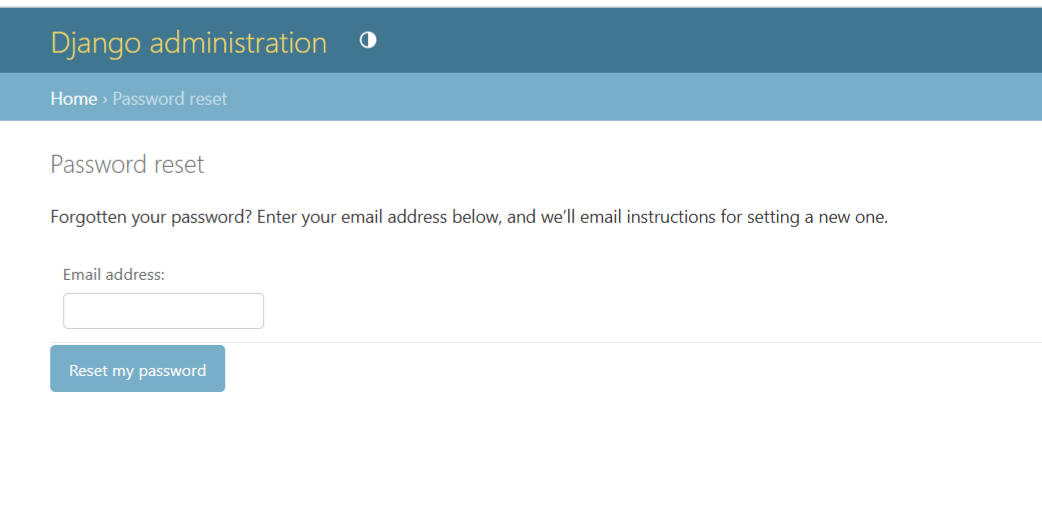 Django administration
Home › Password reset
Password reset
Forgotten your password? Enter your email address below, and we’ll email instructions for setting a new one.
Email address:
Reset my password